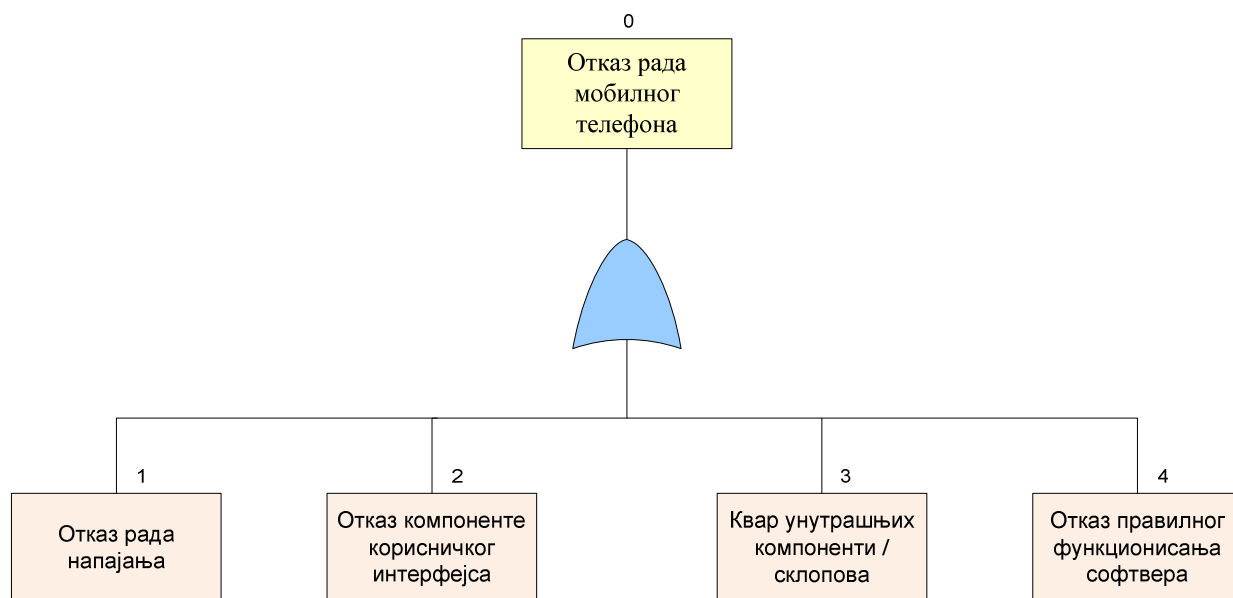 0
Отказ рада
мобилног
телефона
1
Отказ рада
напајања
2
Отказ компоненте
корисничког
интерфејса
3
Квар унутрашњих
компоненти /
склопова
4
Отказ правилног
функционисања
софтвера